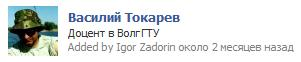 Василий Токарев
Доцент в ВолгГТУ
Added by Igor Zadorin около 2 месяцев назад